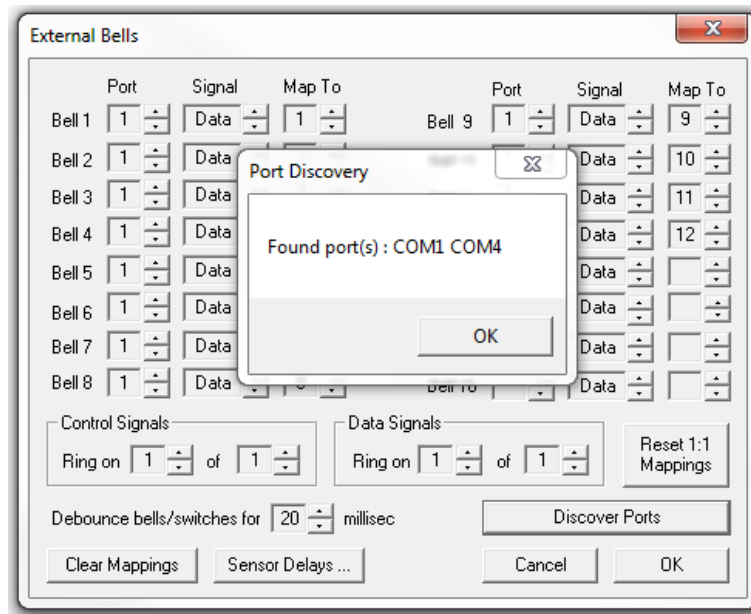 External Bells
Port Signal Map To Port Signal Map To
Bell 1 1 Data 1 Bell 9 1 Data 9
Bell 2 1 Data Data 10
Bell 3 1 Data Data 11
Bell 4 1 Data Data 12
Bell 5 1 Data Data
Bell 6 1 Data Data
Bell 7 1 Data Data
Bell 8 1 Data Data
Port Discovery
Found port(s) : COM1 COM4
OK
Control Signals Data Signals
Ring on 1 of 1 Ring on 1 of 1 Reset 1:1
Mappings
Debounce bells/switches for 20 millisec Discover Ports
Clear Mappings Sensor Delays ... Cancel OK